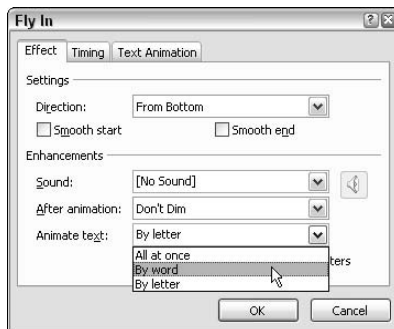 Fly In
Effect Timing Text Animation
Settings
Direction: From Bottom
Smooth start Smooth end
Enhancements
Sound: [No Sound]
After animation: Don't Dim
Animate text: By letter
All at once
By word
By letter
OK Cancel